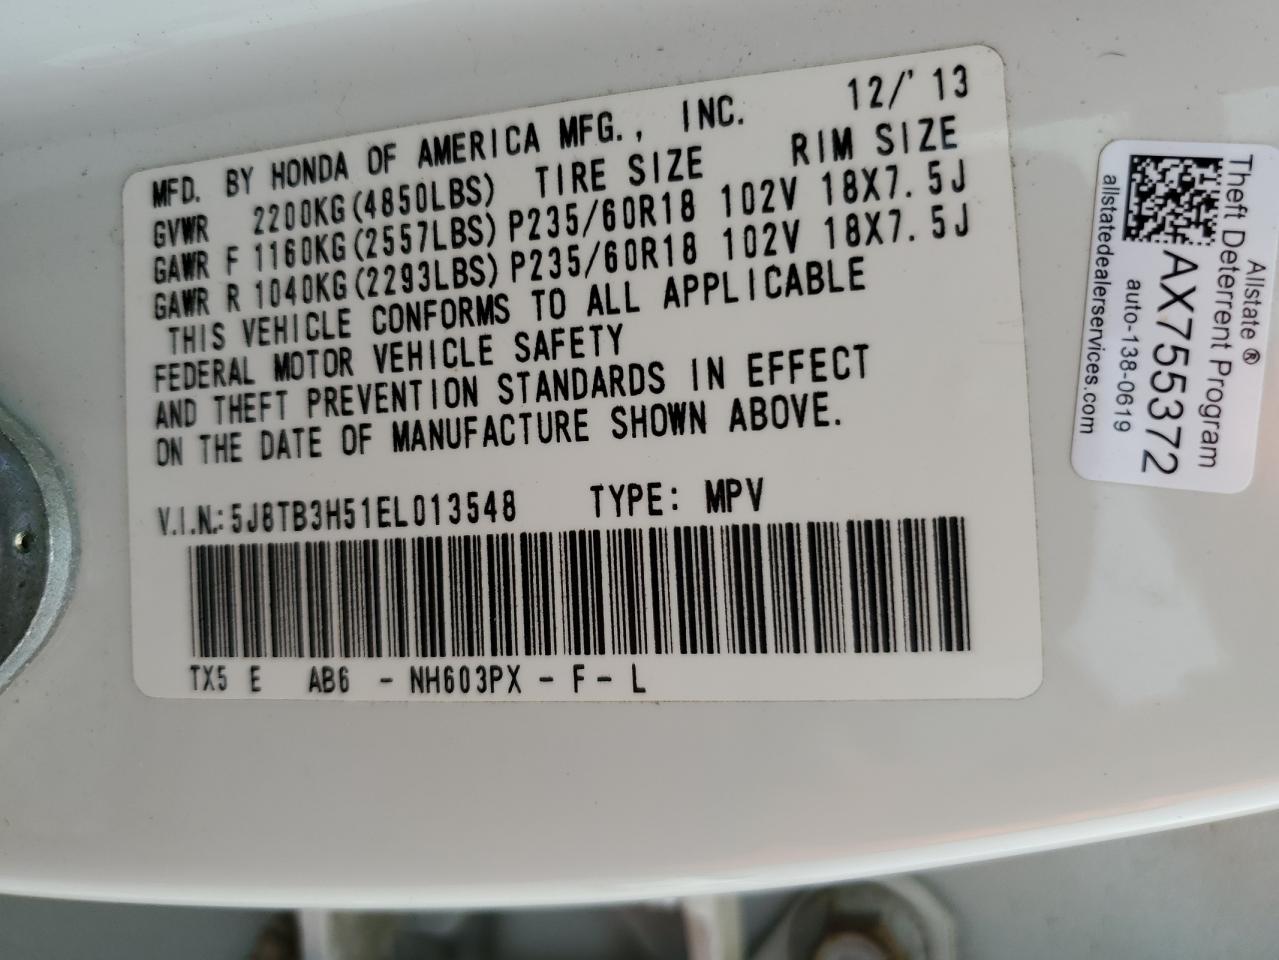 MFD. BY HONDA OF AMERICA MFG., INC. 12/'13
GVWR 2200KG(4850LBS) TIRE SIZE RIM SIZE
GAWR F 1160KG(2557LBS) P235/60R18 102V 18X7.5J
GAWR R 1040KG(2293LBS) P235/60R18 102V 18X7.5J
THIS VEHICLE CONFORMS TO ALL APPLICABLE
FEDERAL MOTOR VEHICLE SAFETY
AND THEFT PREVENTION STANDARDS IN EFFECT
ON THE DATE OF MANUFACTURE SHOWN ABOVE.
V.I.N.: 5J8TB3H51EL013548 TYPE: MPV
TX5 E AB6 - NH603PX - F - L
Allstate ®
Theft Deterrent Program
AX7555372
auto-138-0619
allstatedealerservices.com